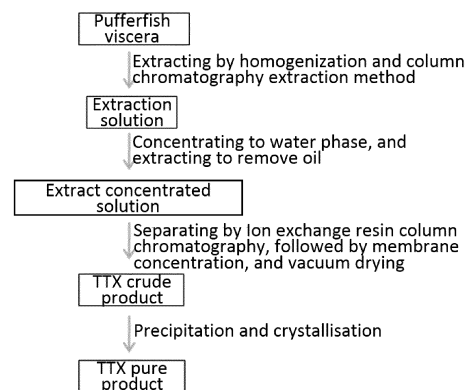 Pufferfish
viscera
Extracting by homogenization and column
chromatography extraction method
Extraction
solution
Concentrating to water phase, and
extracting to remove oil
Extract concentrated
solution
Separating by Ion exchange resin column
chromatography, followed by membrane
concentration, and vacuum drying
TTX crude
product
Precipitation and crystallisation
TTX pure
product